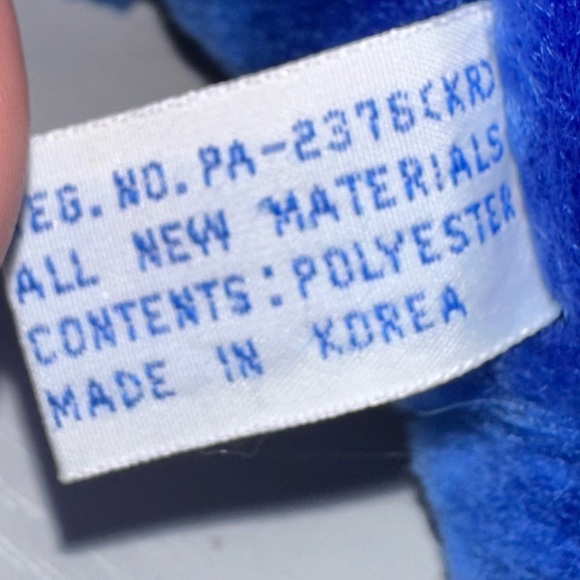 EG. NO. PA-2376(KR)
ALL NEW MATERIALS
CONTENTS: POLYESTER
MADE IN KOREA